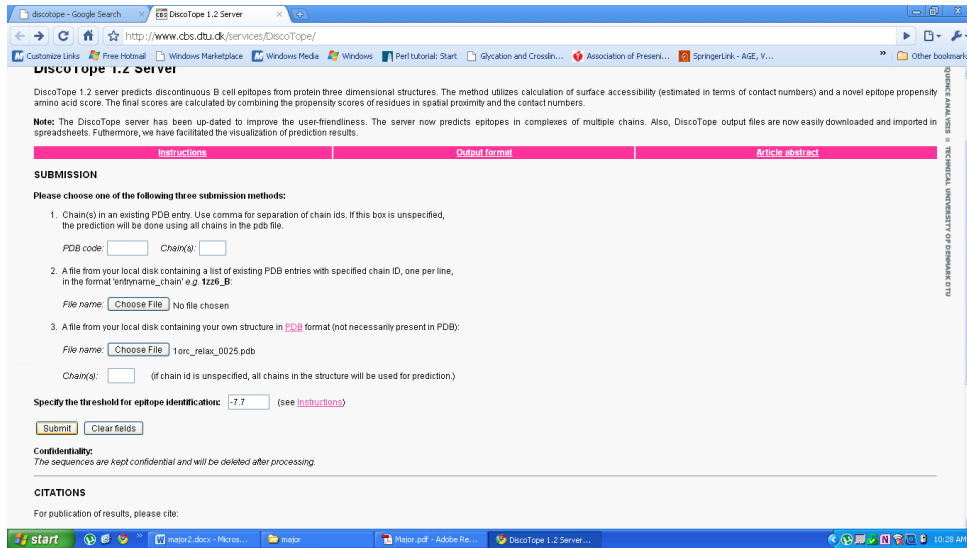 discotope - Google Search
CBS DiscoTope 1.2 Server
http://www.cbs.dtu.dk/services/DiscoTope/
Customize Links Free Hotmail Windows Marketplace Windows Media Windows Perl tutorial: Start Glycation and Crosslin... Association of Preseni... SpringerLink - AGE, V... » Other bookmark
DiscoTope 1.2 Server
DiscoTope 1.2 server predicts discontinuous B cell epitopes from protein three dimensional structures. The method utilizes calculation of surface accessibility (estimated in terms of contact numbers) and a novel epitope propensity
amino acid score. The final scores are calculated by combining the propensity scores of residues in spatial proximity and the contact numbers.
Note: The DiscoTope server has been up-dated to improve the user-friendliness. The server now predicts epitopes in complexes of multiple chains. Also, DiscoTope output files are now easily downloaded and imported in
spreadsheets. Futhermore, we have facilitated the visualization of prediction results.
Instructions Output format Article abstract
SUBMISSION
Please choose one of the following three submission methods:
1. Chain(s) in an existing PDB entry. Use comma for separation of chain ids. If this box is unspecified,
the prediction will be done using all chains in the pdb file.
PDB code: Chain(s):
2. A file from your local disk containing a list of existing PDB entries with specified chain ID, one per line,
in the format 'entryname_chain' e.g. 1zz6_B:
File name: Choose File No file chosen
3. A file from your local disk containing your own structure in PDB format (not necessarily present in PDB):
File name: Choose File 1orc_relax_0025.pdb
Chain(s): (if chain id is unspecified, all chains in the structure will be used for prediction.)
Specify the threshold for epitope identification: -7.7 (see Instructions)
Submit Clear fields
Confidentiality:
The sequences are kept confidential and will be deleted after processing.
CITATIONS
For publication of results, please cite:
QUENCE ANALYSIS :: TECHNICAL UNIVERSITY OF DENMARK DTU
start » major2.docx - Micros... major Major.pdf - Adobe Re... DiscoTope 1.2 Server... 10:28 AM